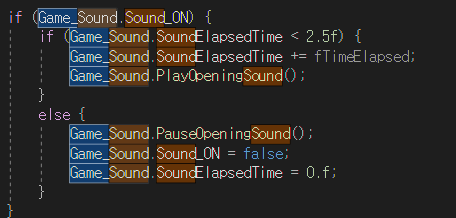 if (Game_Sound.Sound_ON) {
if (Game_Sound.SoundElapsedTime < 2.5f) {
Game_Sound.SoundElapsedTime += fTimeElapsed;
Game_Sound.PlayOpeningSound();
}
else {
Game_Sound.PauseOpeningSound();
Game_Sound.Sound_ON = false;
Game_Sound.SoundElapsedTime = 0.f;
}
}